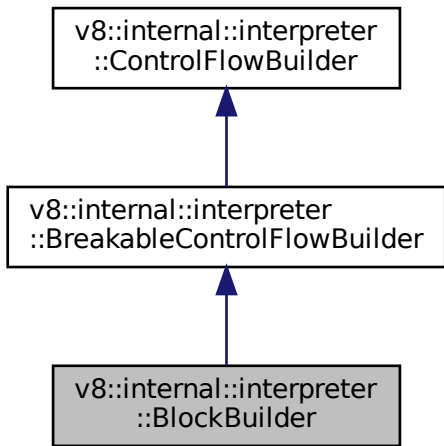 v8::internal::interpreter
::ControlFlowBuilder
v8::internal::interpreter
::BreakableControlFlowBuilder
v8::internal::interpreter
::BlockBuilder